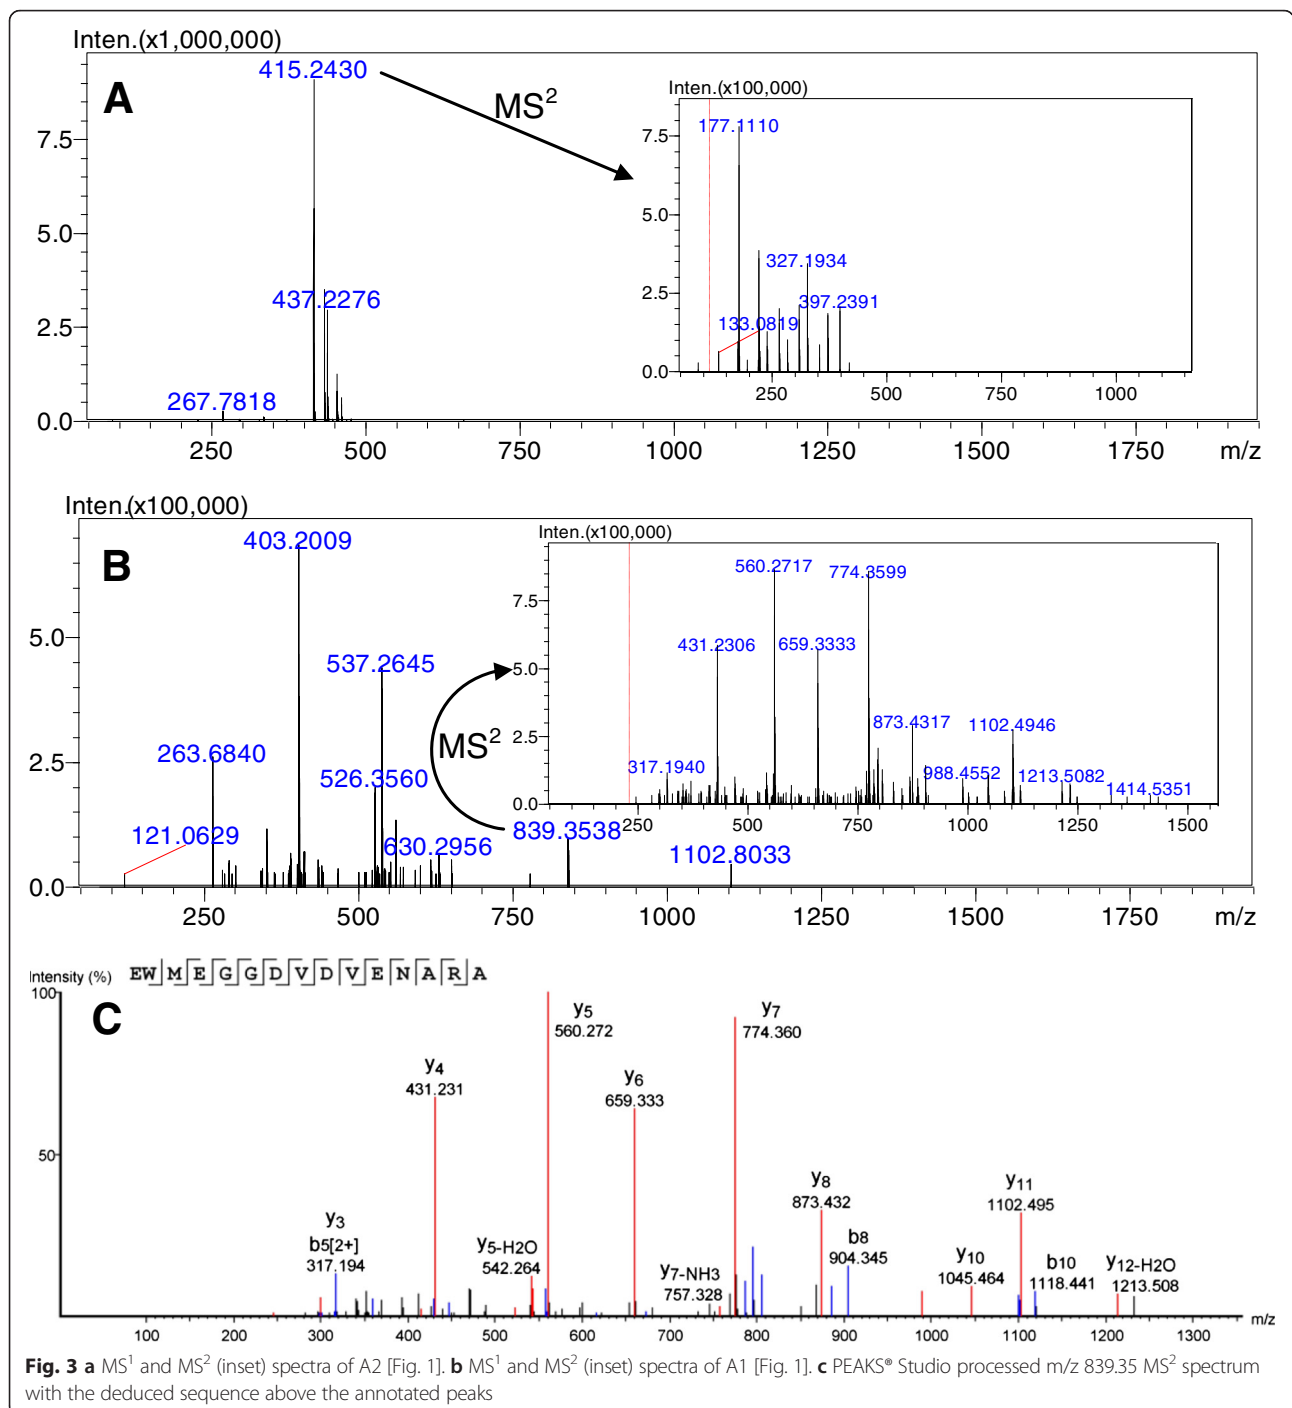 Inten.(x1,000,000)
A
415.2430
437.2276
267.7818
MS2
7.5
5.0
2.5
0.0
250 500 750 1000 1250 1500 1750 m/z
Inten.(x100,000)
177.1110
327.1934
397.2391
133.0819
7.5
5.0
2.5
0.0
250 500 750 1000
Inten.(x100,000)
B
403.2009
537.2645
263.6840
526.3560
121.0629
630.2956
839.3538
1102.8033
MS2
5.0
2.5
0.0
250 500 750 1000 1250 1500 1750 m/z
Inten.(x100,000)
560.2717
774.3599
431.2306
659.3333
873.4317
1102.4946
317.1940
988.4552
1213.5082
1414.5351
7.5
5.0
2.5
0.0
250 500 750 1000 1250 1500
Intensity (%)
EW M E G G D V D V E N A R A
C
100
50
y5
560.272
y7
774.360
y4
431.231
y6
659.333
y8
873.432
y11
1102.495
y3
b5[2+]
317.194
y5-H2O
542.264
y7-NH3
757.328
b8
904.345
y10
1045.464
b10
1118.441
y12-H2O
1213.508
100 200 300 400 500 600 700 800 900 1000 1100 1200 1300 m/z
Fig. 3 a MS1 and MS2 (inset) spectra of A2 [Fig. 1]. b MS1 and MS2 (inset) spectra of A1 [Fig. 1]. c PEAKS® Studio processed m/z 839.35 MS2 spectrum
with the deduced sequence above the annotated peaks